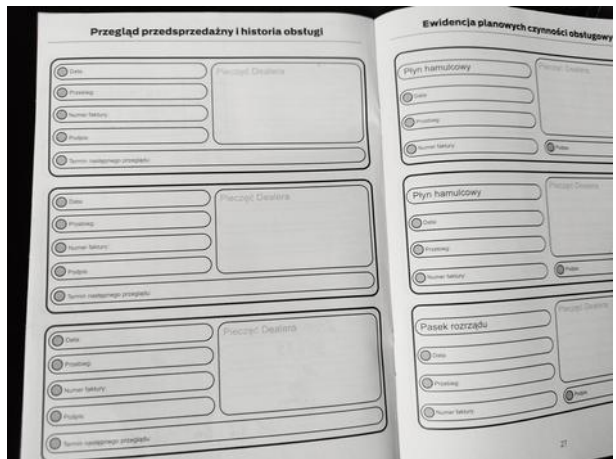 Przegląd przedsprzedażny i historia obsługi
Data:
Przebieg:
Numer faktury:
Podpis:
Termin następnego przeglądu:
Pieczęć Dealera
Data:
Przebieg:
Numer faktury:
Podpis:
Termin następnego przeglądu:
Pieczęć Dealera
Data:
Przebieg:
Numer faktury:
Podpis:
Termin następnego przeglądu:
Pieczęć Dealera
Ewidencja planowych czynności obsługowy
Płyn hamulcowy
Data:
Przebieg:
Numer faktury:
Pieczęć Dealera
Podpis:
Płyn hamulcowy
Data:
Przebieg:
Numer faktury:
Pieczęć Dealera
Podpis:
Pasek rozrządu
Data:
Przebieg:
Numer faktury:
Pieczęć Dealera
Podpis:
21